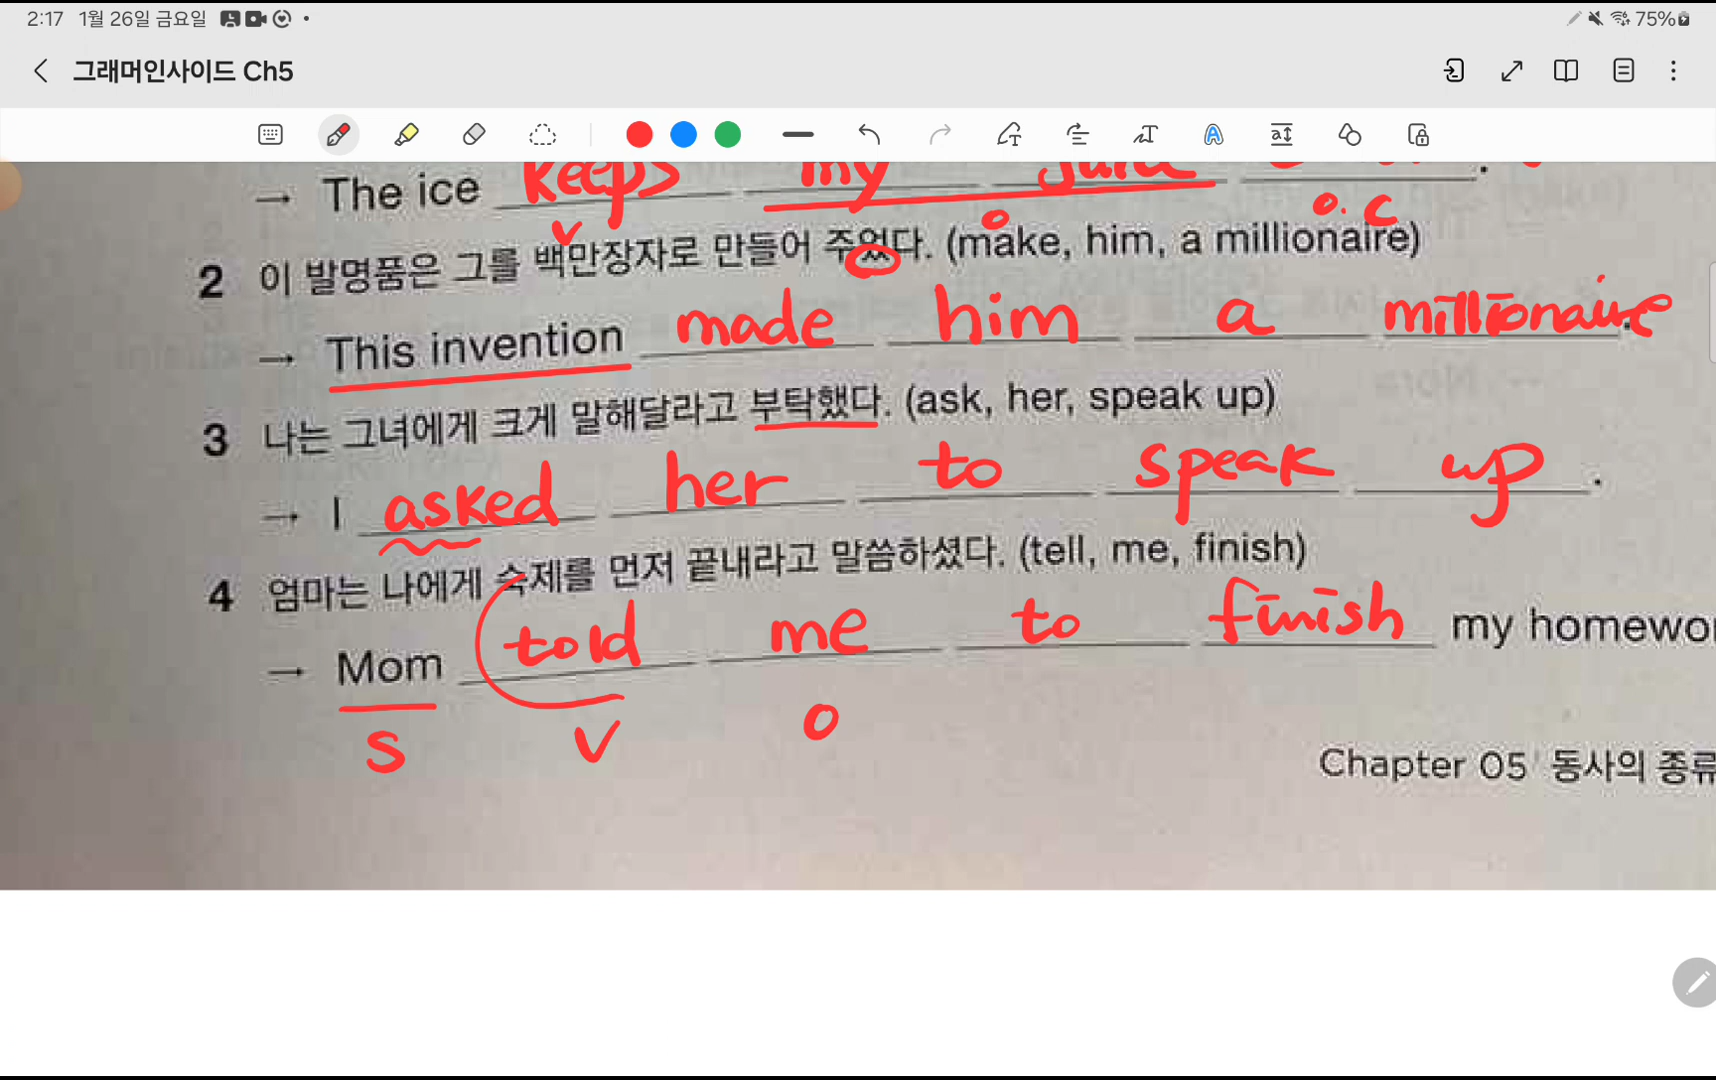 2:17 1월 26일 금요일 75%
그래머인사이드 Ch5
→ The ice keeps my .
v o o. c
2 이 발명품은 그를 백만장자로 만들어 주었다. (make, him, a millionaire)
→ This invention made him a millionaire.
3 나는 그녀에게 크게 말해달라고 부탁했다. (ask, her, speak up)
→ I asked her to speak up.
4 엄마는 나에게 숙제를 먼저 끝내라고 말씀하셨다. (tell, me, finish)
→ Mom told me to finish my homewor
s v o
Chapter 05 동사의 종류